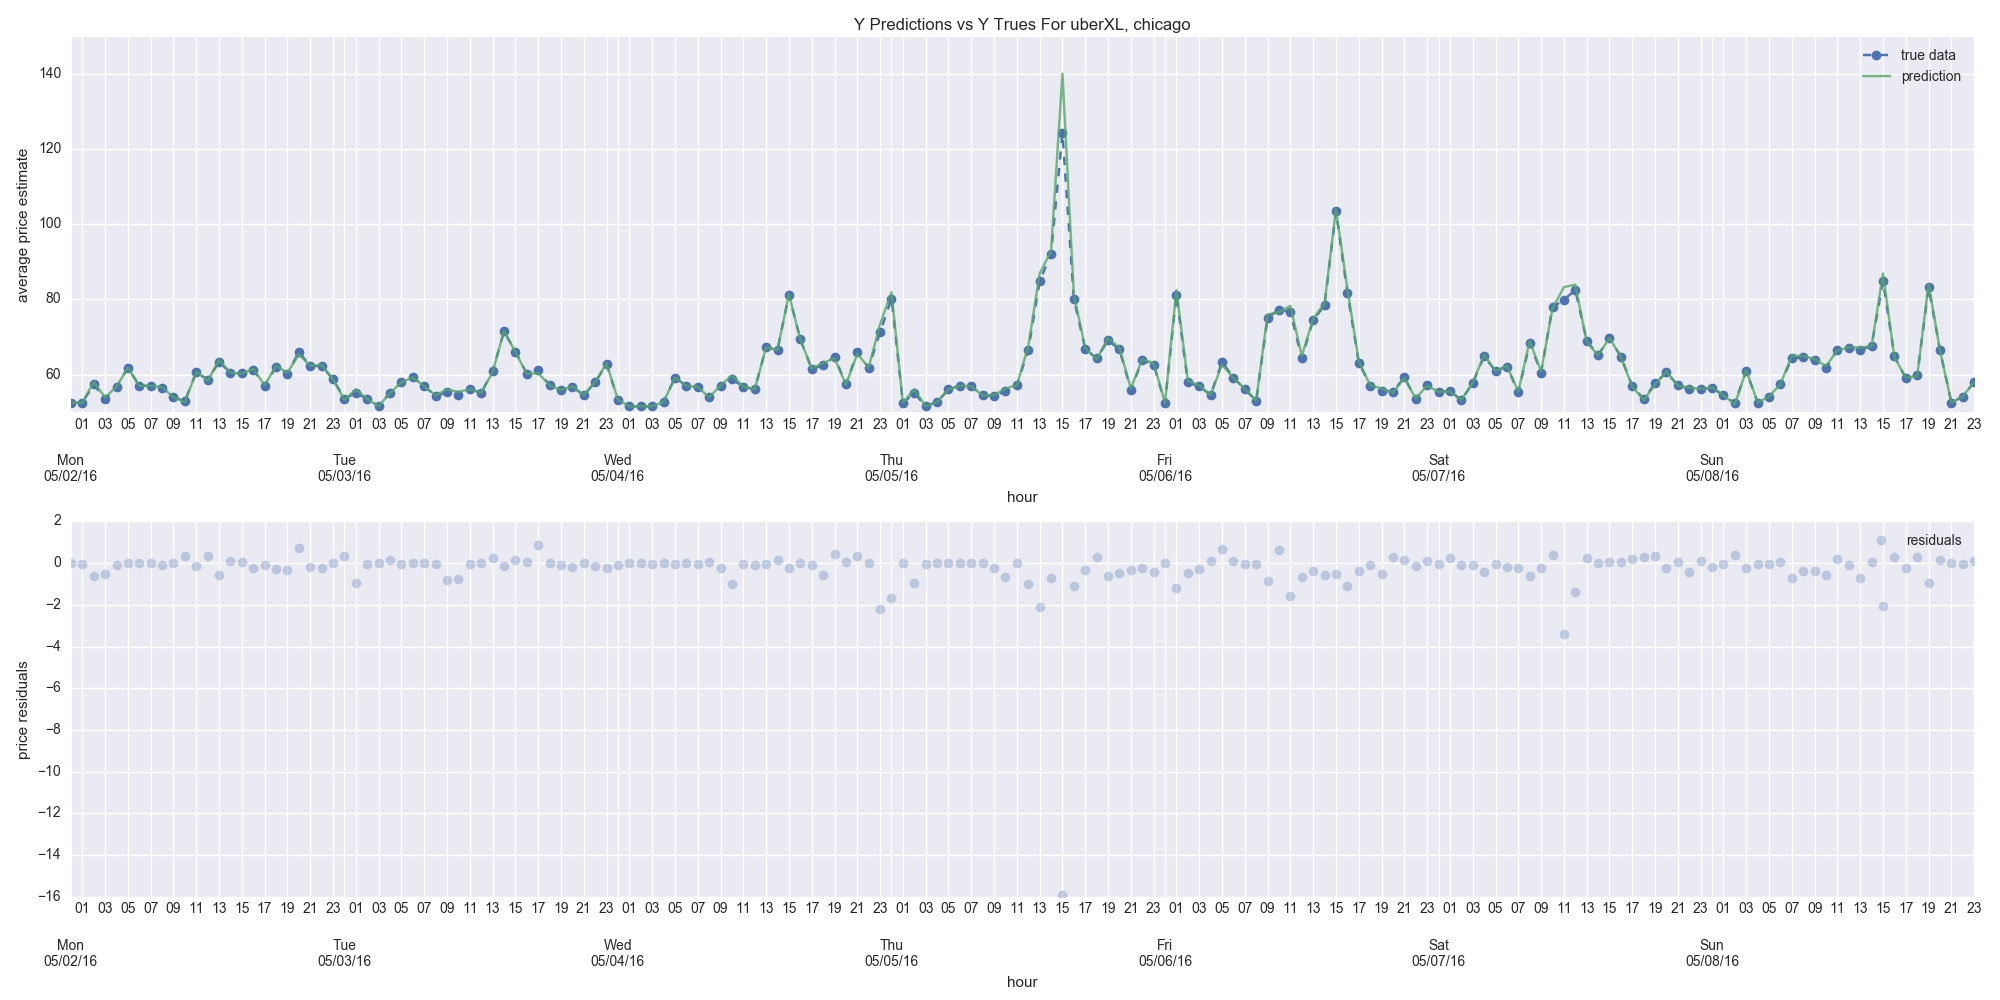 Y Predictions vs Y Trues For uberXL, chicago
true data
prediction
average price estimate
140
120
100
80
60
01 03 05 07 09 11 13 15 17 19 21 23 01 03 05 07 09 11 13 15 17 19 21 23 01 03 05 07 09 11 13 15 17 19 21 23 01 03 05 07 09 11 13 15 17 19 21 23 01 03 05 07 09 11 13 15 17 19 21 23 01 03 05 07 09 11 13 15 17 19 21 23 01 03 05 07 09 11 13 15 17 19 21 23
Mon Tue Wed Thu Fri Sat Sun
05/02/16 05/03/16 05/04/16 05/05/16 05/06/16 05/07/16 05/08/16
hour
residuals
price residuals
2
0
−2
−4
−6
−8
−10
−12
−14
−16
01 03 05 07 09 11 13 15 17 19 21 23 01 03 05 07 09 11 13 15 17 19 21 23 01 03 05 07 09 11 13 15 17 19 21 23 01 03 05 07 09 11 13 15 17 19 21 23 01 03 05 07 09 11 13 15 17 19 21 23 01 03 05 07 09 11 13 15 17 19 21 23 01 03 05 07 09 11 13 15 17 19 21 23
Mon Tue Wed Thu Fri Sat Sun
05/02/16 05/03/16 05/04/16 05/05/16 05/06/16 05/07/16 05/08/16
hour